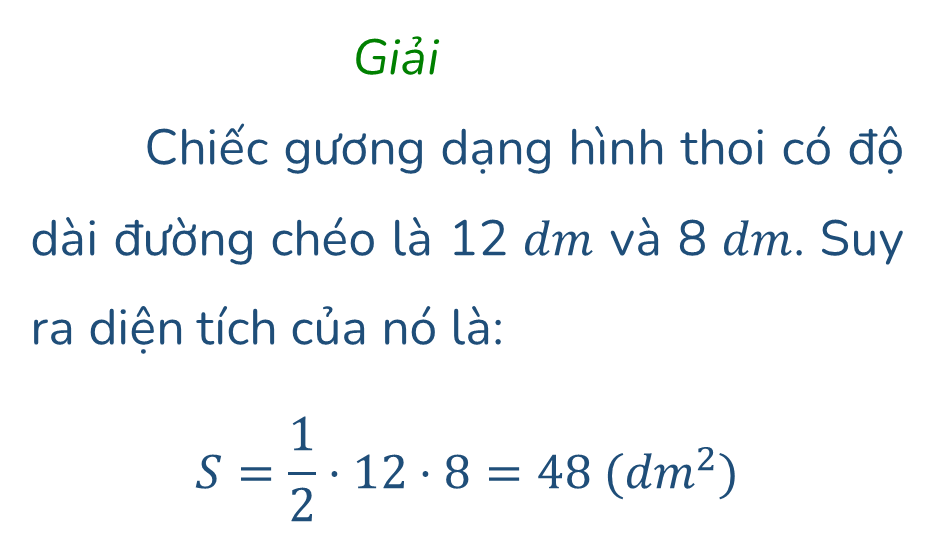 Giải
Chiếc gương dạng hình thoi có độ
dài đường chéo là 12 dm và 8 dm. Suy
ra diện tích của nó là:
S = 1/2 · 12 · 8 = 48 (dm²)